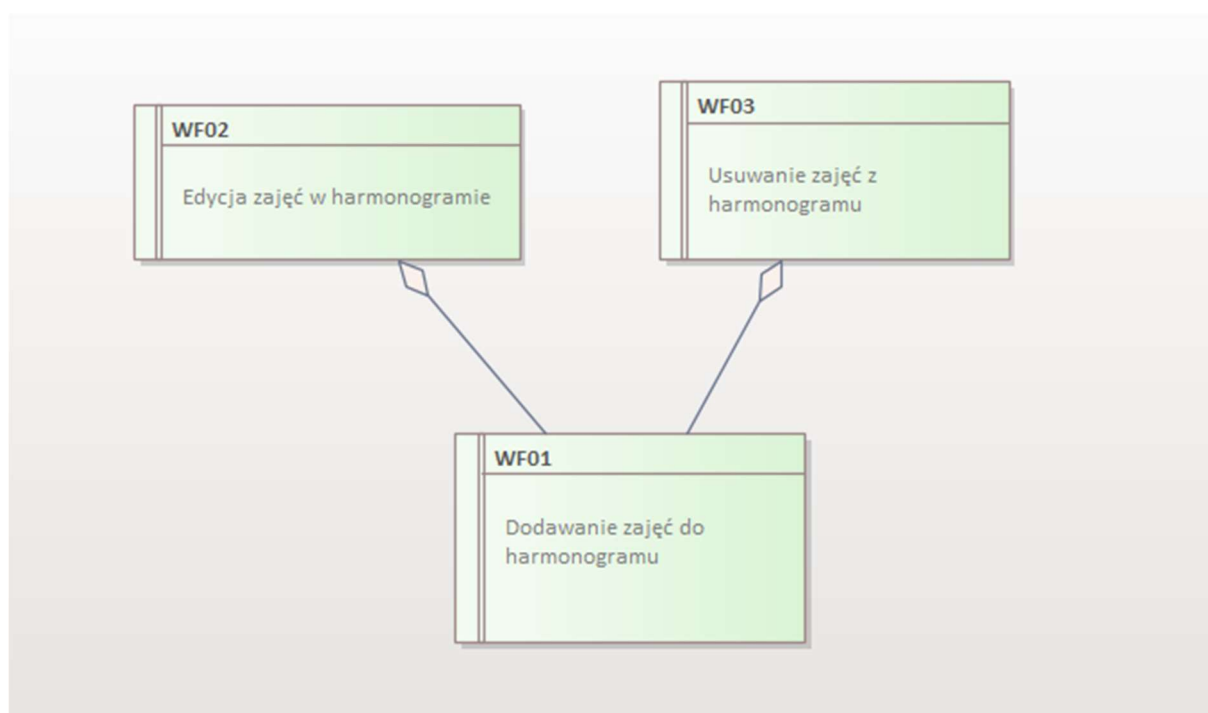 WF02
Edycja zajęć w harmonogramie
WF03
Usuwanie zajęć z
harmonogramu
WF01
Dodawanie zajęć do
harmonogramu